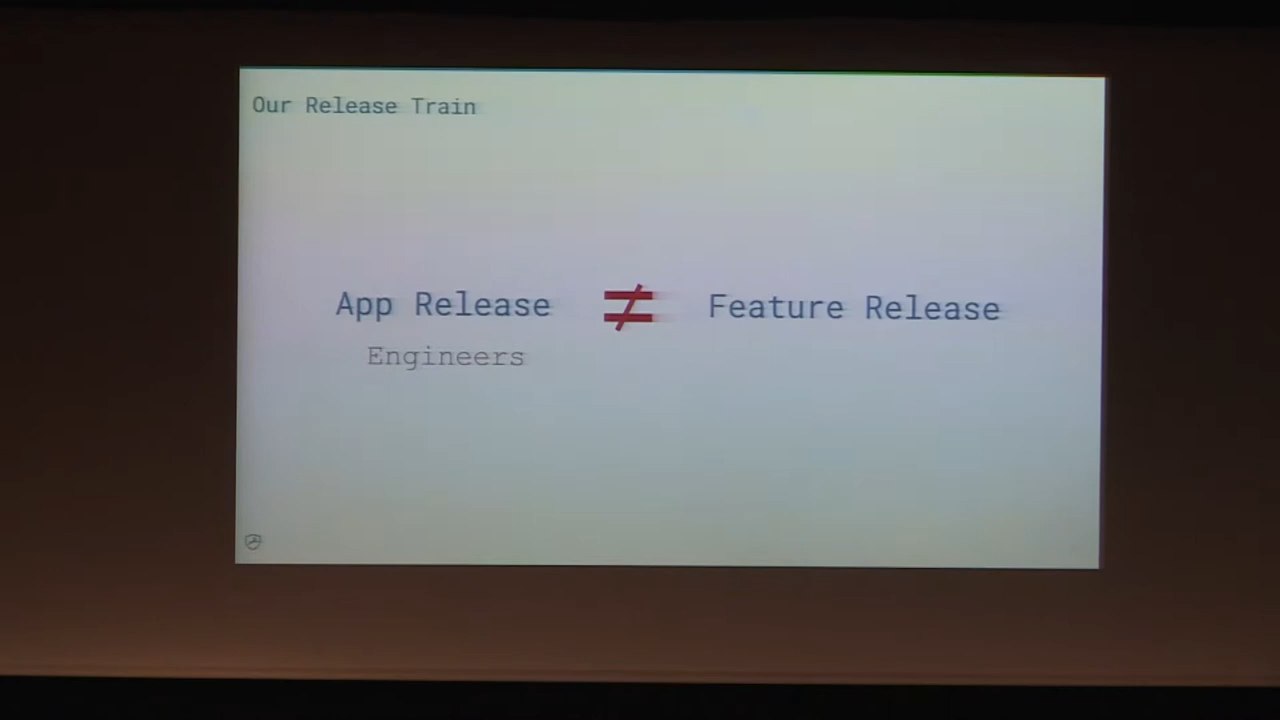 Our Release Train
App Release ≠ Feature Release
Engineers